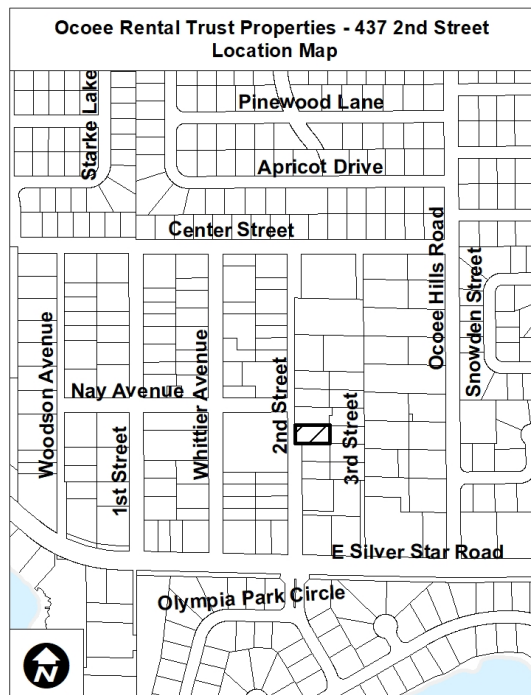 Ocoee Rental Trust Properties - 437 2nd Street
Location Map
Starke Lake
Pinewood Lane
Apricot Drive
Center Street
Ocoee Hills Road
Snowden Street
Woodson Avenue
Nay Avenue
Whittier Avenue
2nd Street
3rd Street
1st Street
E Silver Star Road
Olympia Park Circle
N